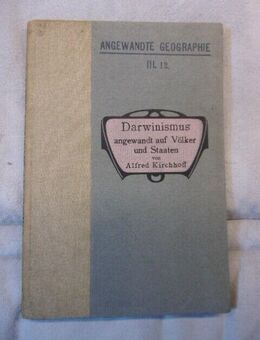 ANGEWANDTE GEOGRAPHIE
III. 12.
Darwinismus
angewandt auf Völker
und Staaten
von
Alfred Kirchhoff